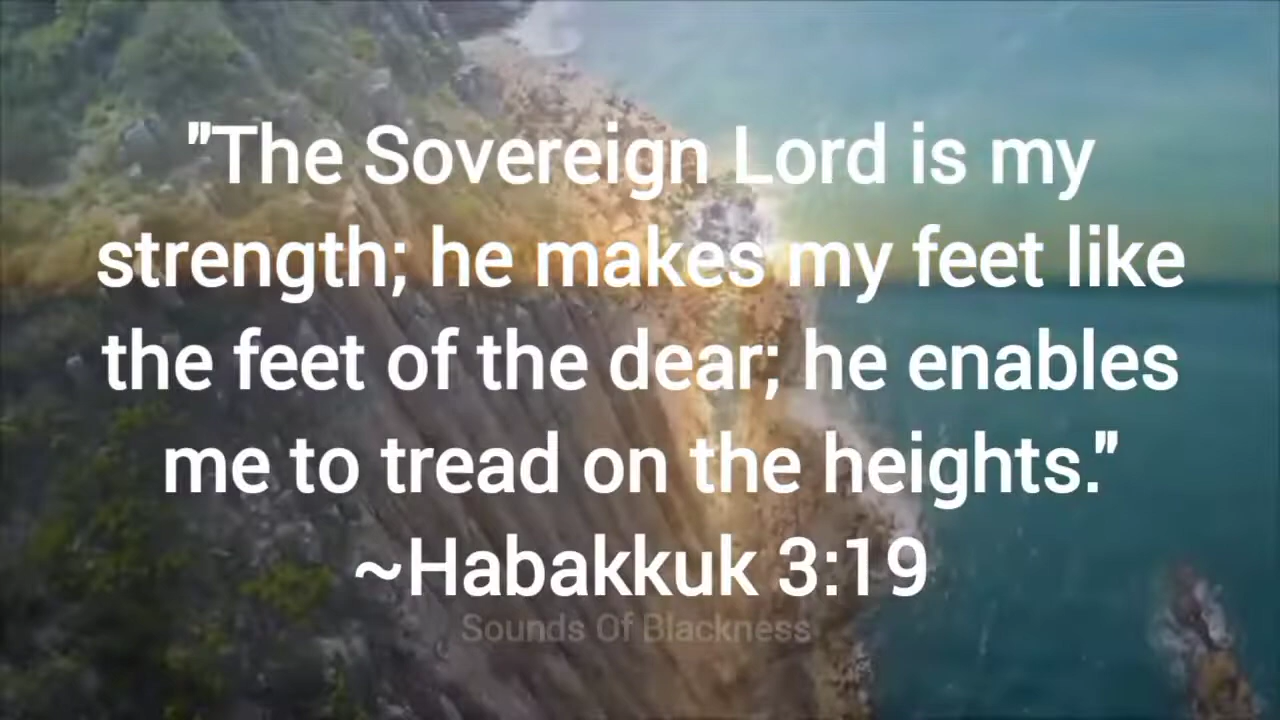 "The Sovereign Lord is my
strength; he makes my feet like
the feet of the dear; he enables
me to tread on the heights."
~Habakkuk 3:19
Sounds Of Blackness